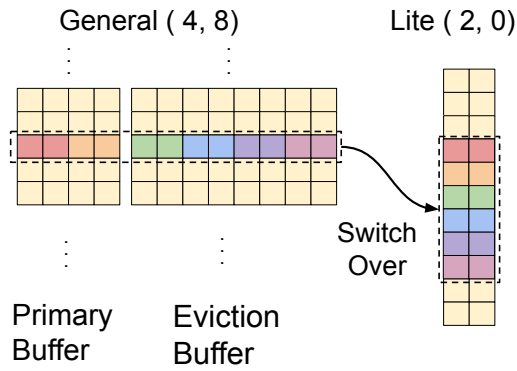 General ( 4, 8)
Lite ( 2, 0)
Switch
Over
Primary
Buffer
Eviction
Buffer